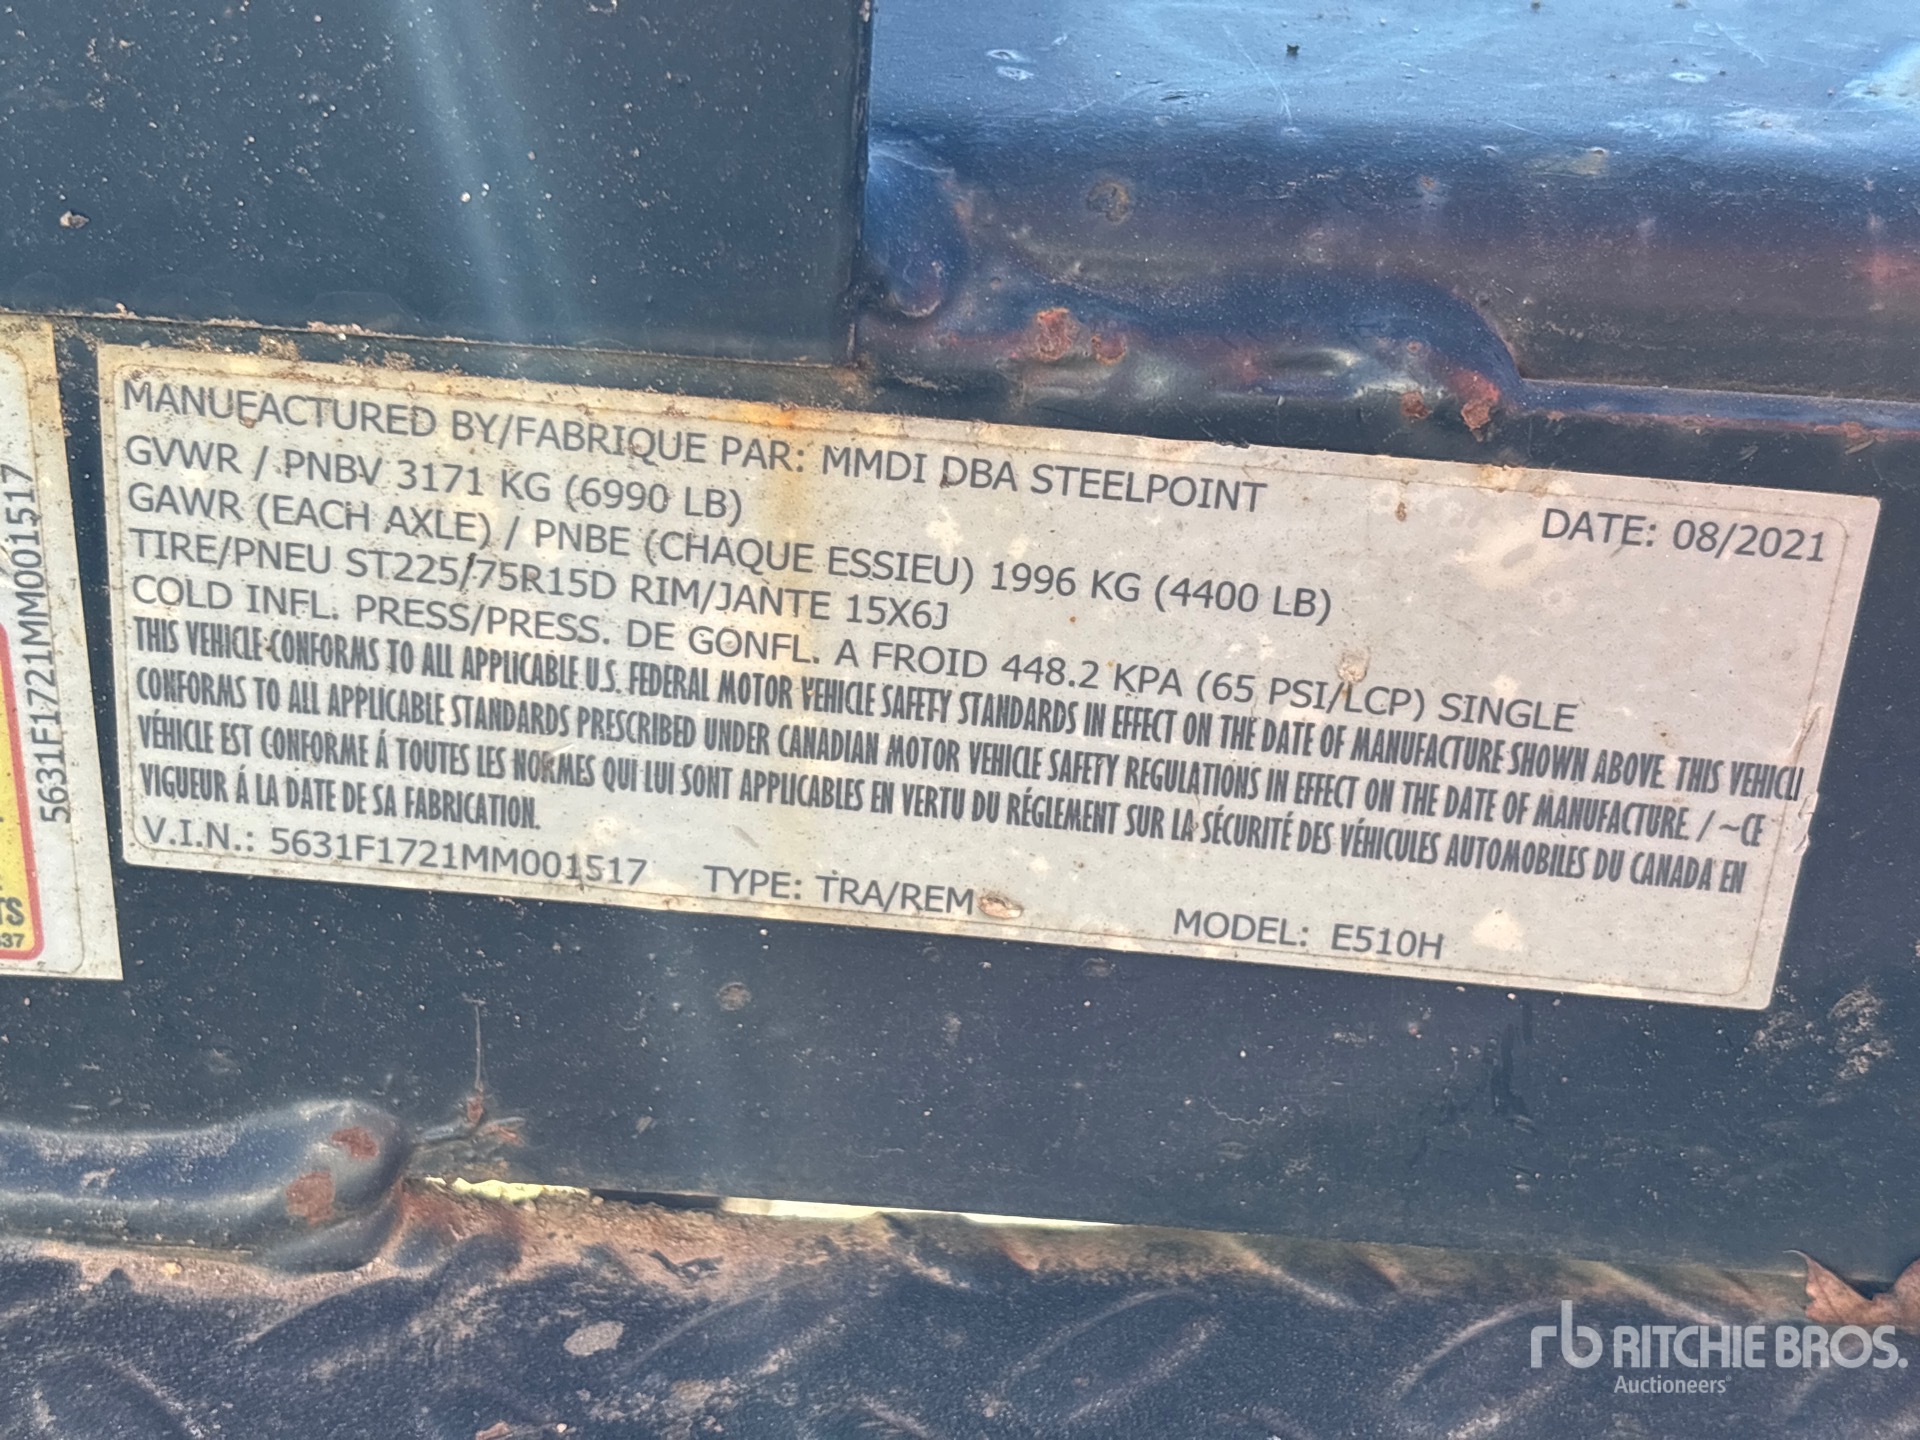 MANUFACTURED BY/FABRIQUE PAR: MMDI DBA STEELPOINT DATE: 08/2021
GVWR / PNBV 3171 KG (6990 LB)
GAWR (EACH AXLE) / PNBE (CHAQUE ESSIEU) 1996 KG (4400 LB)
TIRE/PNEU ST225/75R15D RIM/JANTE 15X6J
COLD INFL. PRESS/PRESS. DE GONFL. A FROID 448.2 KPA (65 PSI/LCP) SINGLE
THIS VEHICLE CONFORMS TO ALL APPLICABLE U.S. FEDERAL MOTOR VEHICLE SAFETY STANDARDS IN EFFECT ON THE DATE OF MANUFACTURE SHOWN ABOVE. THIS VEHICLI
CONFORMS TO ALL APPLICABLE STANDARDS PRESCRIBED UNDER CANADIAN MOTOR VEHICLE SAFETY REGULATIONS IN EFFECT ON THE DATE OF MANUFACTURE. / ~CE
VÉHICLE EST CONFORME Á TOUTES LES NORMES QUI LUI SONT APPLICABLES EN VERTU DU RÉGLEMENT SUR LA SÉCURITÉ DES VÉHICULES AUTOMOBILES DU CANADA EN
VIGUEUR Á LA DATE DE SA FABRICATION.
V.I.N.: 5631F1721MM001517 TYPE: TRA/REM MODEL: E510H
5631F1721MM001517
TS
37
rb RITCHIE BROS.
Auctioneers